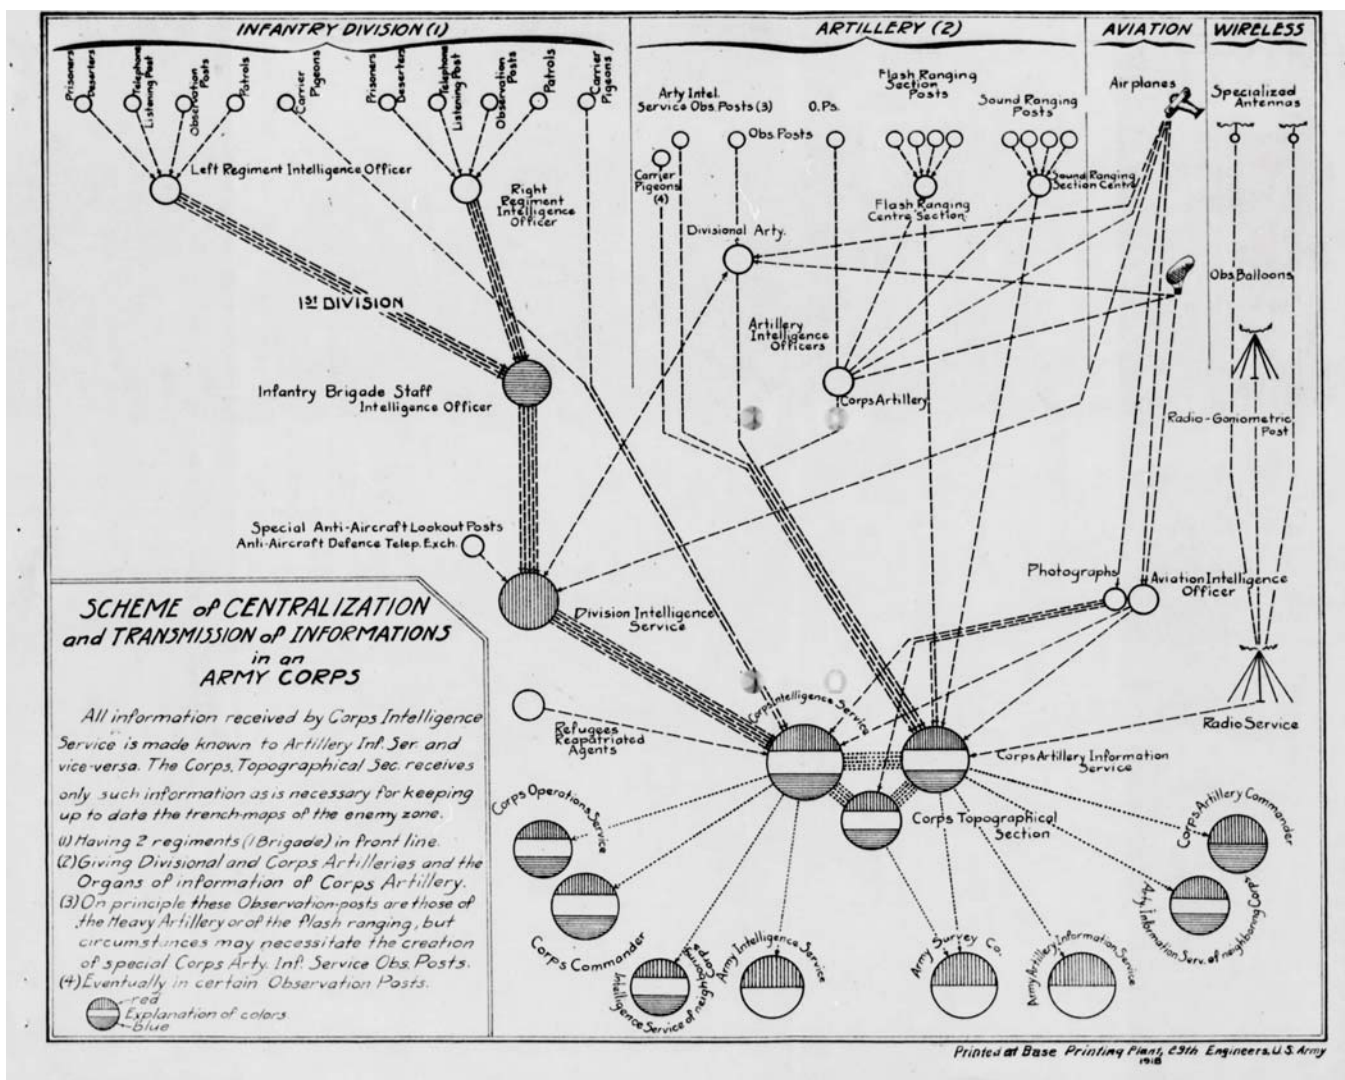 INFANTRY DIVISION (1)
ARTILLERY (2)
AVIATION
WIRELESS
Prisoners
Deserters
Telephone
Listening Post
Observation
Posts
Patrols
Carrier
Pigeons
Prisoners
Deserters
Telephone
Listening Post
Observation
Posts
Patrols
Carrier
Pigeons
Arty Intel.
Service Obs. Posts (3)
O.Ps.
Flash Ranging
Section
Posts
Sound Ranging
Posts
Airplanes
Specialized
Antennas
Obs. Posts
Carrier
Pigeons
(4)
Left Regiment Intelligence Officer
Right
Regiment
Intelligence
Officer
Flash Ranging
Centre Section
Sound Ranging
Section Centre
Divisional Arty.
Obs. Balloons
1ST DIVISION
Artillery
Intelligence
Officers
Infantry Brigade Staff
Intelligence Officer
Corps Artillery
Radio-Goniometric
Post
Special Anti-Aircraft Lookout Posts
Anti-Aircraft Defence Telep. Exch.
Photographs
Aviation Intelligence
Officer
Division Intelligence
Service
SCHEME of CENTRALIZATION
and TRANSMISSION of INFORMATIONS
in an
ARMY CORPS
All information received by Corps Intelligence
Service is made known to Artillery Inf. Ser. and
vice-versa. The Corps. Topographical Sec. receives
only such information as is necessary for keeping
up to date the trench-maps of the enemy zone.
(1) Having 2 regiments (1 Brigade) in front line.
(2) Giving Divisional and Corps Artilleries and the
Organs of information of Corps Artillery.
(3) On principle these Observation-posts are those of
the Heavy Artillery or of the flash ranging, but
circumstances may necessitate the creation
of special Corps Arty. Inf. Service Obs. Posts.
(4) Eventually in certain Observation Posts.
red
Explanation of colors.
blue
Refugees
Reapatriated
Agents
Corps Intelligence Service
Radio Service
Corps Artillery Information
Service
Corps Topographical
Section
Corps Operations
Service
Corps Commander
Intelligence Service of neighboring Corps
Army Intelligence Service
Army Survey Co.
Army Artillery Information Service
Arty Information Serv. of neighboring Corps
Corps Artillery Commander
Printed at Base Printing Plant, 29th Engineers, U.S. Army
1918